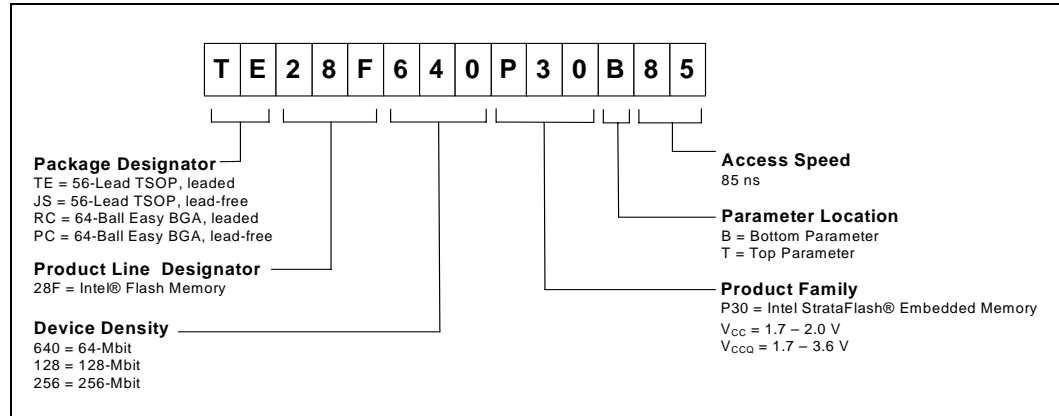 T E 2 8 F 6 4 0 P 3 0 B 8 5
Package Designator
TE = 56-Lead TSOP, leaded
JS = 56-Lead TSOP, lead-free
RC = 64-Ball Easy BGA, leaded
PC = 64-Ball Easy BGA, lead-free
Product Line Designator
28F = Intel® Flash Memory
Device Density
640 = 64-Mbit
128 = 128-Mbit
256 = 256-Mbit
Access Speed
85 ns
Parameter Location
B = Bottom Parameter
T = Top Parameter
Product Family
P30 = Intel StrataFlash® Embedded Memory
VCC = 1.7 – 2.0 V
VCCQ = 1.7 – 3.6 V